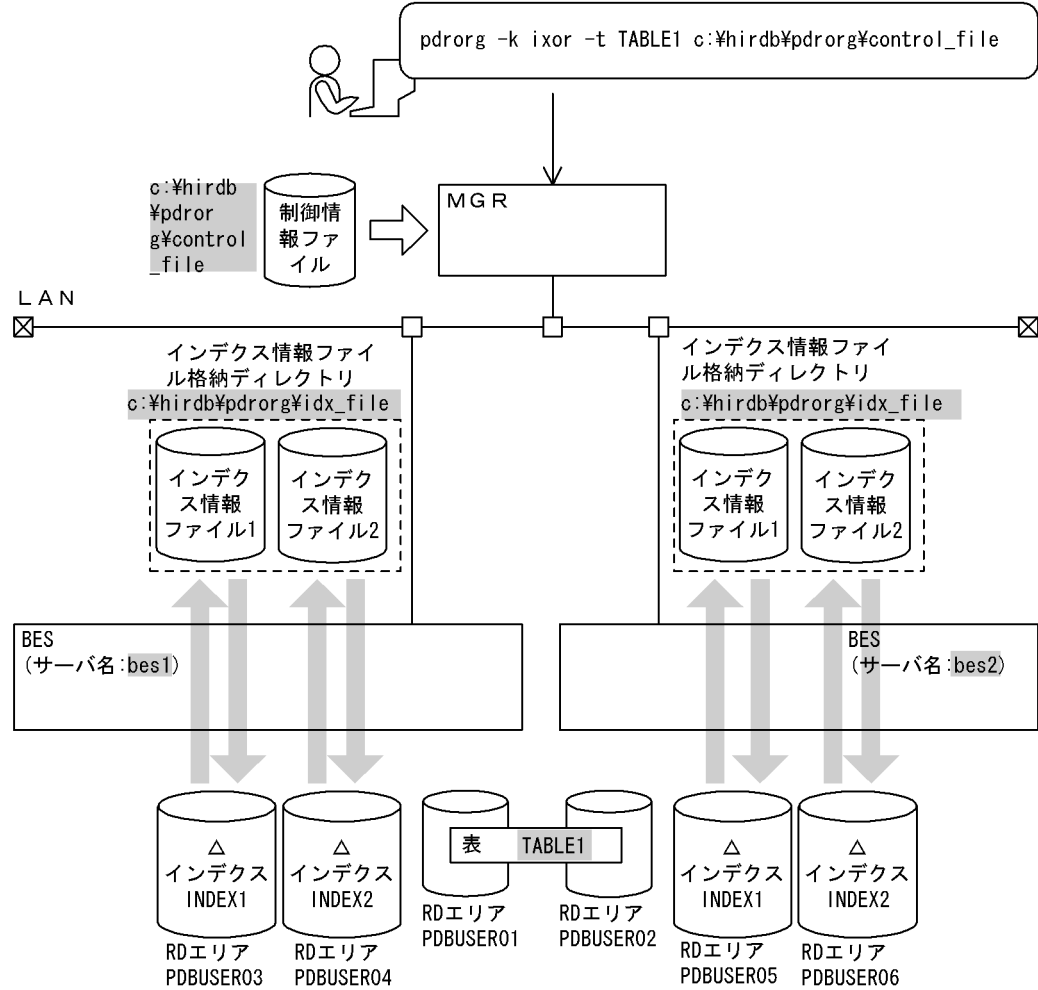 pdrorg -k ixor -t TABLE1 c:¥hirdb¥pdrorg¥control_file
c:¥hirdb
¥pdror
g¥control
_file
制御情
報ファ
イル
ＭＧＲ
ＬＡＮ
インデクス情報ファイ
ル格納ディレクトリ
c:¥hirdb¥pdrorg¥idx_file
インデク
ス情報
ファイル1
インデク
ス情報
ファイル2
インデクス情報ファイ
ル格納ディレクトリ
c:¥hirdb¥pdrorg¥idx_file
インデク
ス情報
ファイル1
インデク
ス情報
ファイル2
BES
(サーバ名:bes1)
BES
(サーバ名:bes2)
△
インデクス
INDEX1
RDエリア
PDBUSER03
△
インデクス
INDEX2
RDエリア
PDBUSER04
表 TABLE1
RDエリア
PDBUSER01
RDエリア
PDBUSER02
△
インデクス
INDEX1
RDエリア
PDBUSER05
△
インデクス
INDEX2
RDエリア
PDBUSER06